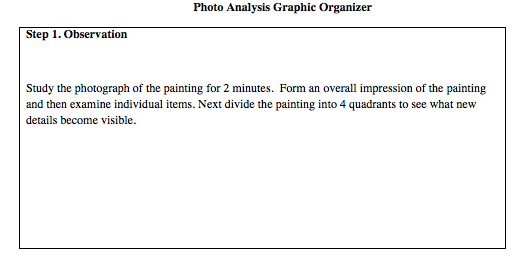 Photo Analysis Graphic Organizer
Step 1. Observation
Study the photograph of the painting for 2 minutes.  Form an overall impression of the painting
and then examine individual items. Next divide the painting into 4 quadrants to see what new
details become visible.